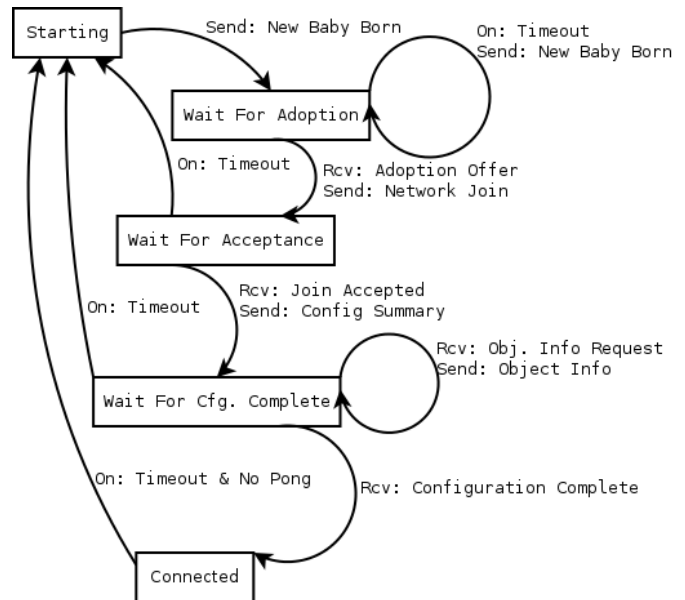 Starting
Send: New Baby Born
On: Timeout
Send: New Baby Born
Wait For Adoption
On: Timeout
Rcv: Adoption Offer
Send: Network Join
Wait For Acceptance
On: Timeout
Rcv: Join Accepted
Send: Config Summary
Rcv: Obj. Info Request
Send: Object Info
Wait For Cfg. Complete
On: Timeout & No Pong
Rcv: Configuration Complete
Connected